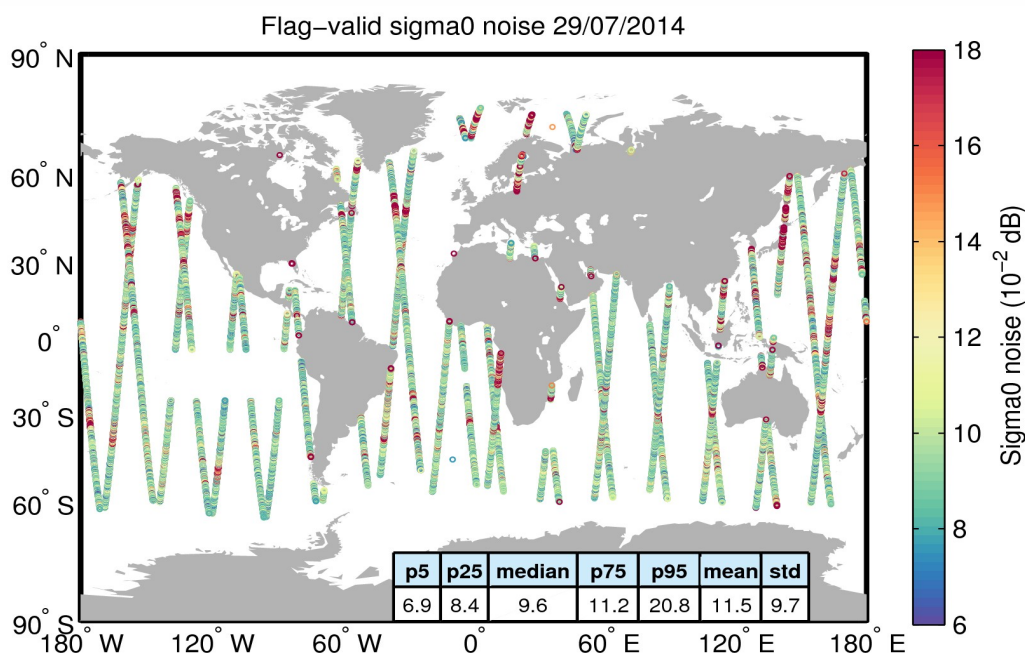 Flag−valid sigma0 noise 29/07/2014
90° N
60° N
30° N
0°
30° S
60° S
90° S
180° W
120° W
60° W
0°
60° E
120° E
180° E
p5 p25 median p75 p95 mean std
6.9 8.4 9.6 11.2 20.8 11.5 9.7
18
16
14
12
10
8
6
Sigma0 noise (10⁻² dB)